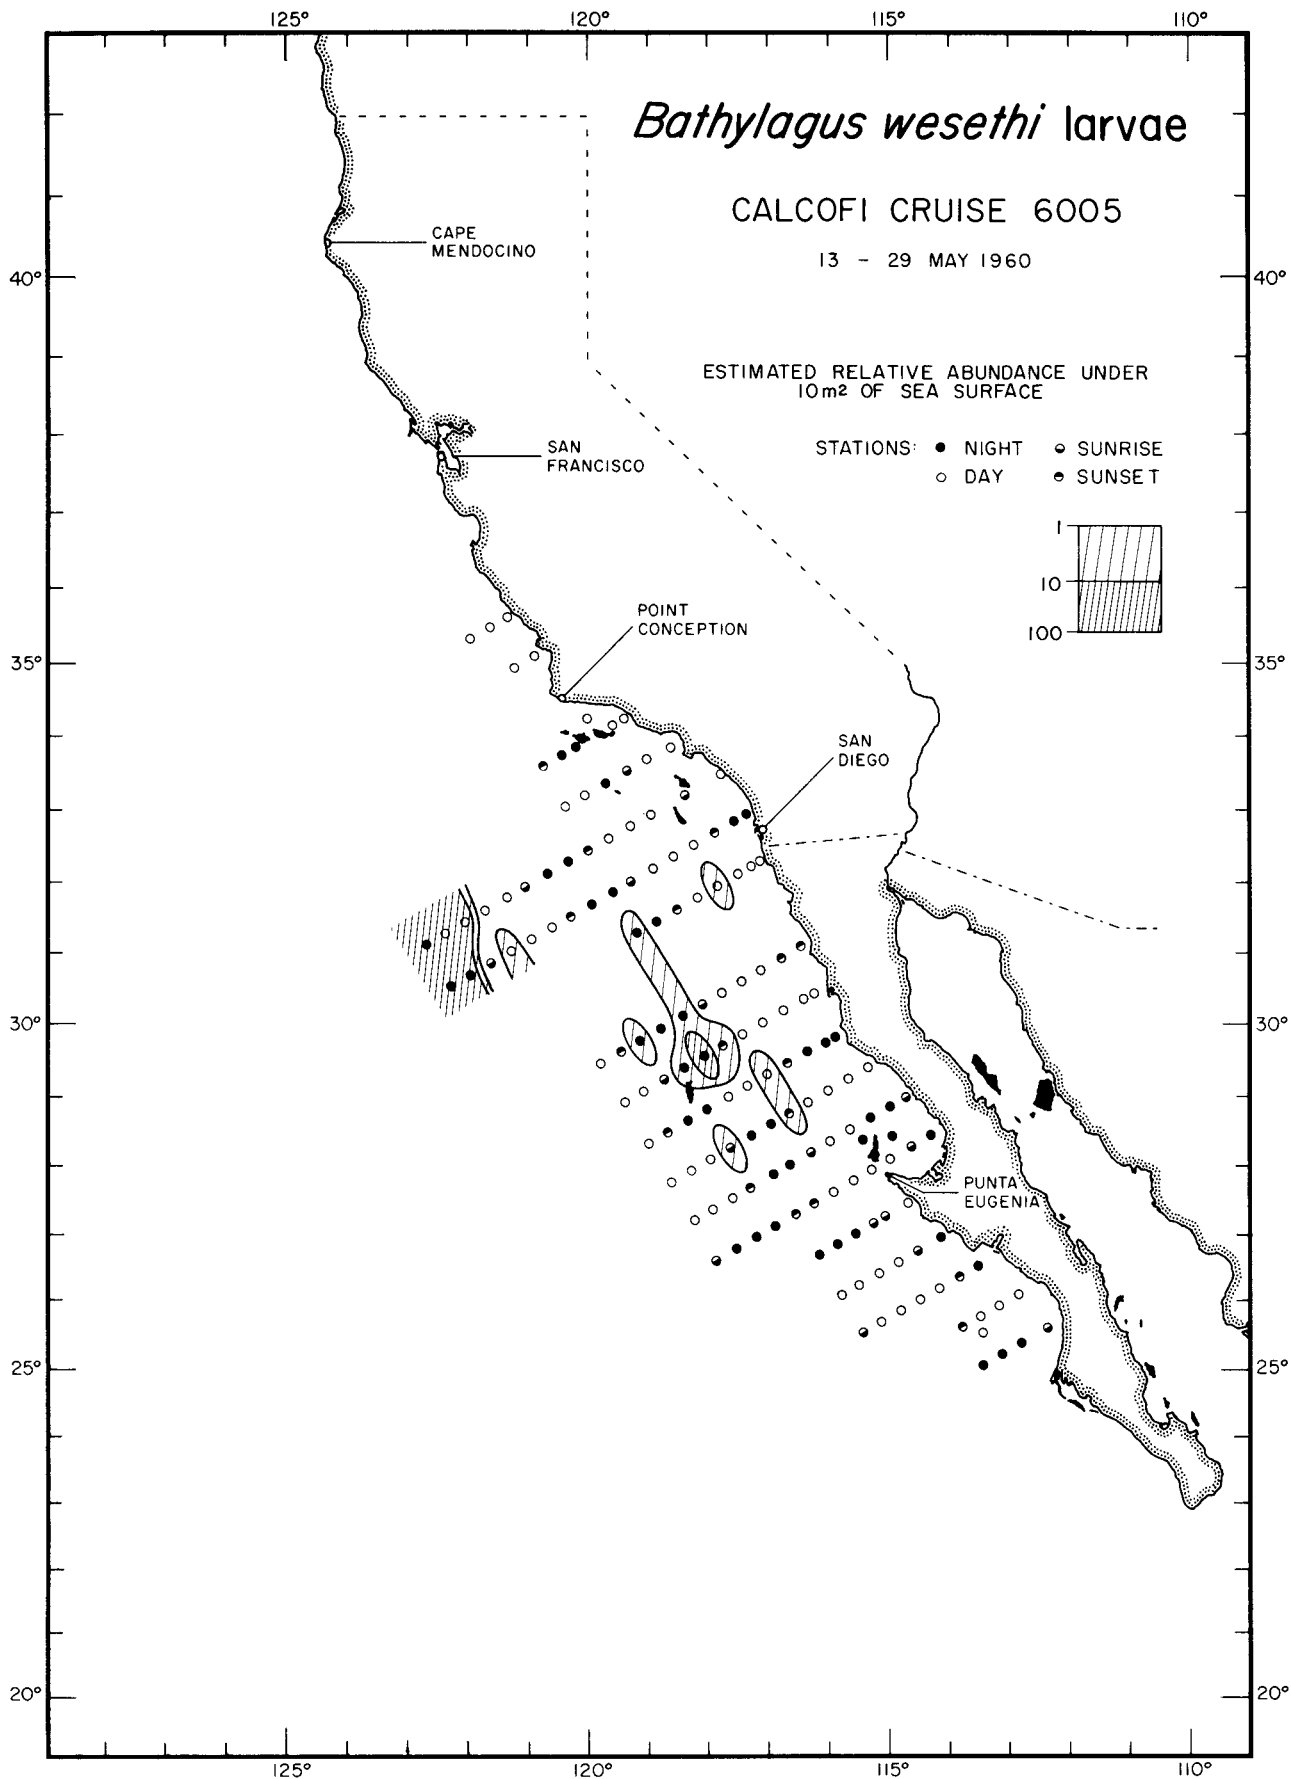 125° 120° 115° 110°
Bathylagus wesethi larvae
CALCOFI CRUISE 6005
13 - 29 MAY 1960
CAPE
MENDOCINO
40° 40°
ESTIMATED RELATIVE ABUNDANCE UNDER
10m2 OF SEA SURFACE
STATIONS: NIGHT SUNRISE
DAY SUNSET
SAN
FRANCISCO
1
10
100
POINT
CONCEPTION
35° 35°
SAN
DIEGO
30° 30°
PUNTA
EUGENIA
25° 25°
20° 20°
125° 120° 115° 110°